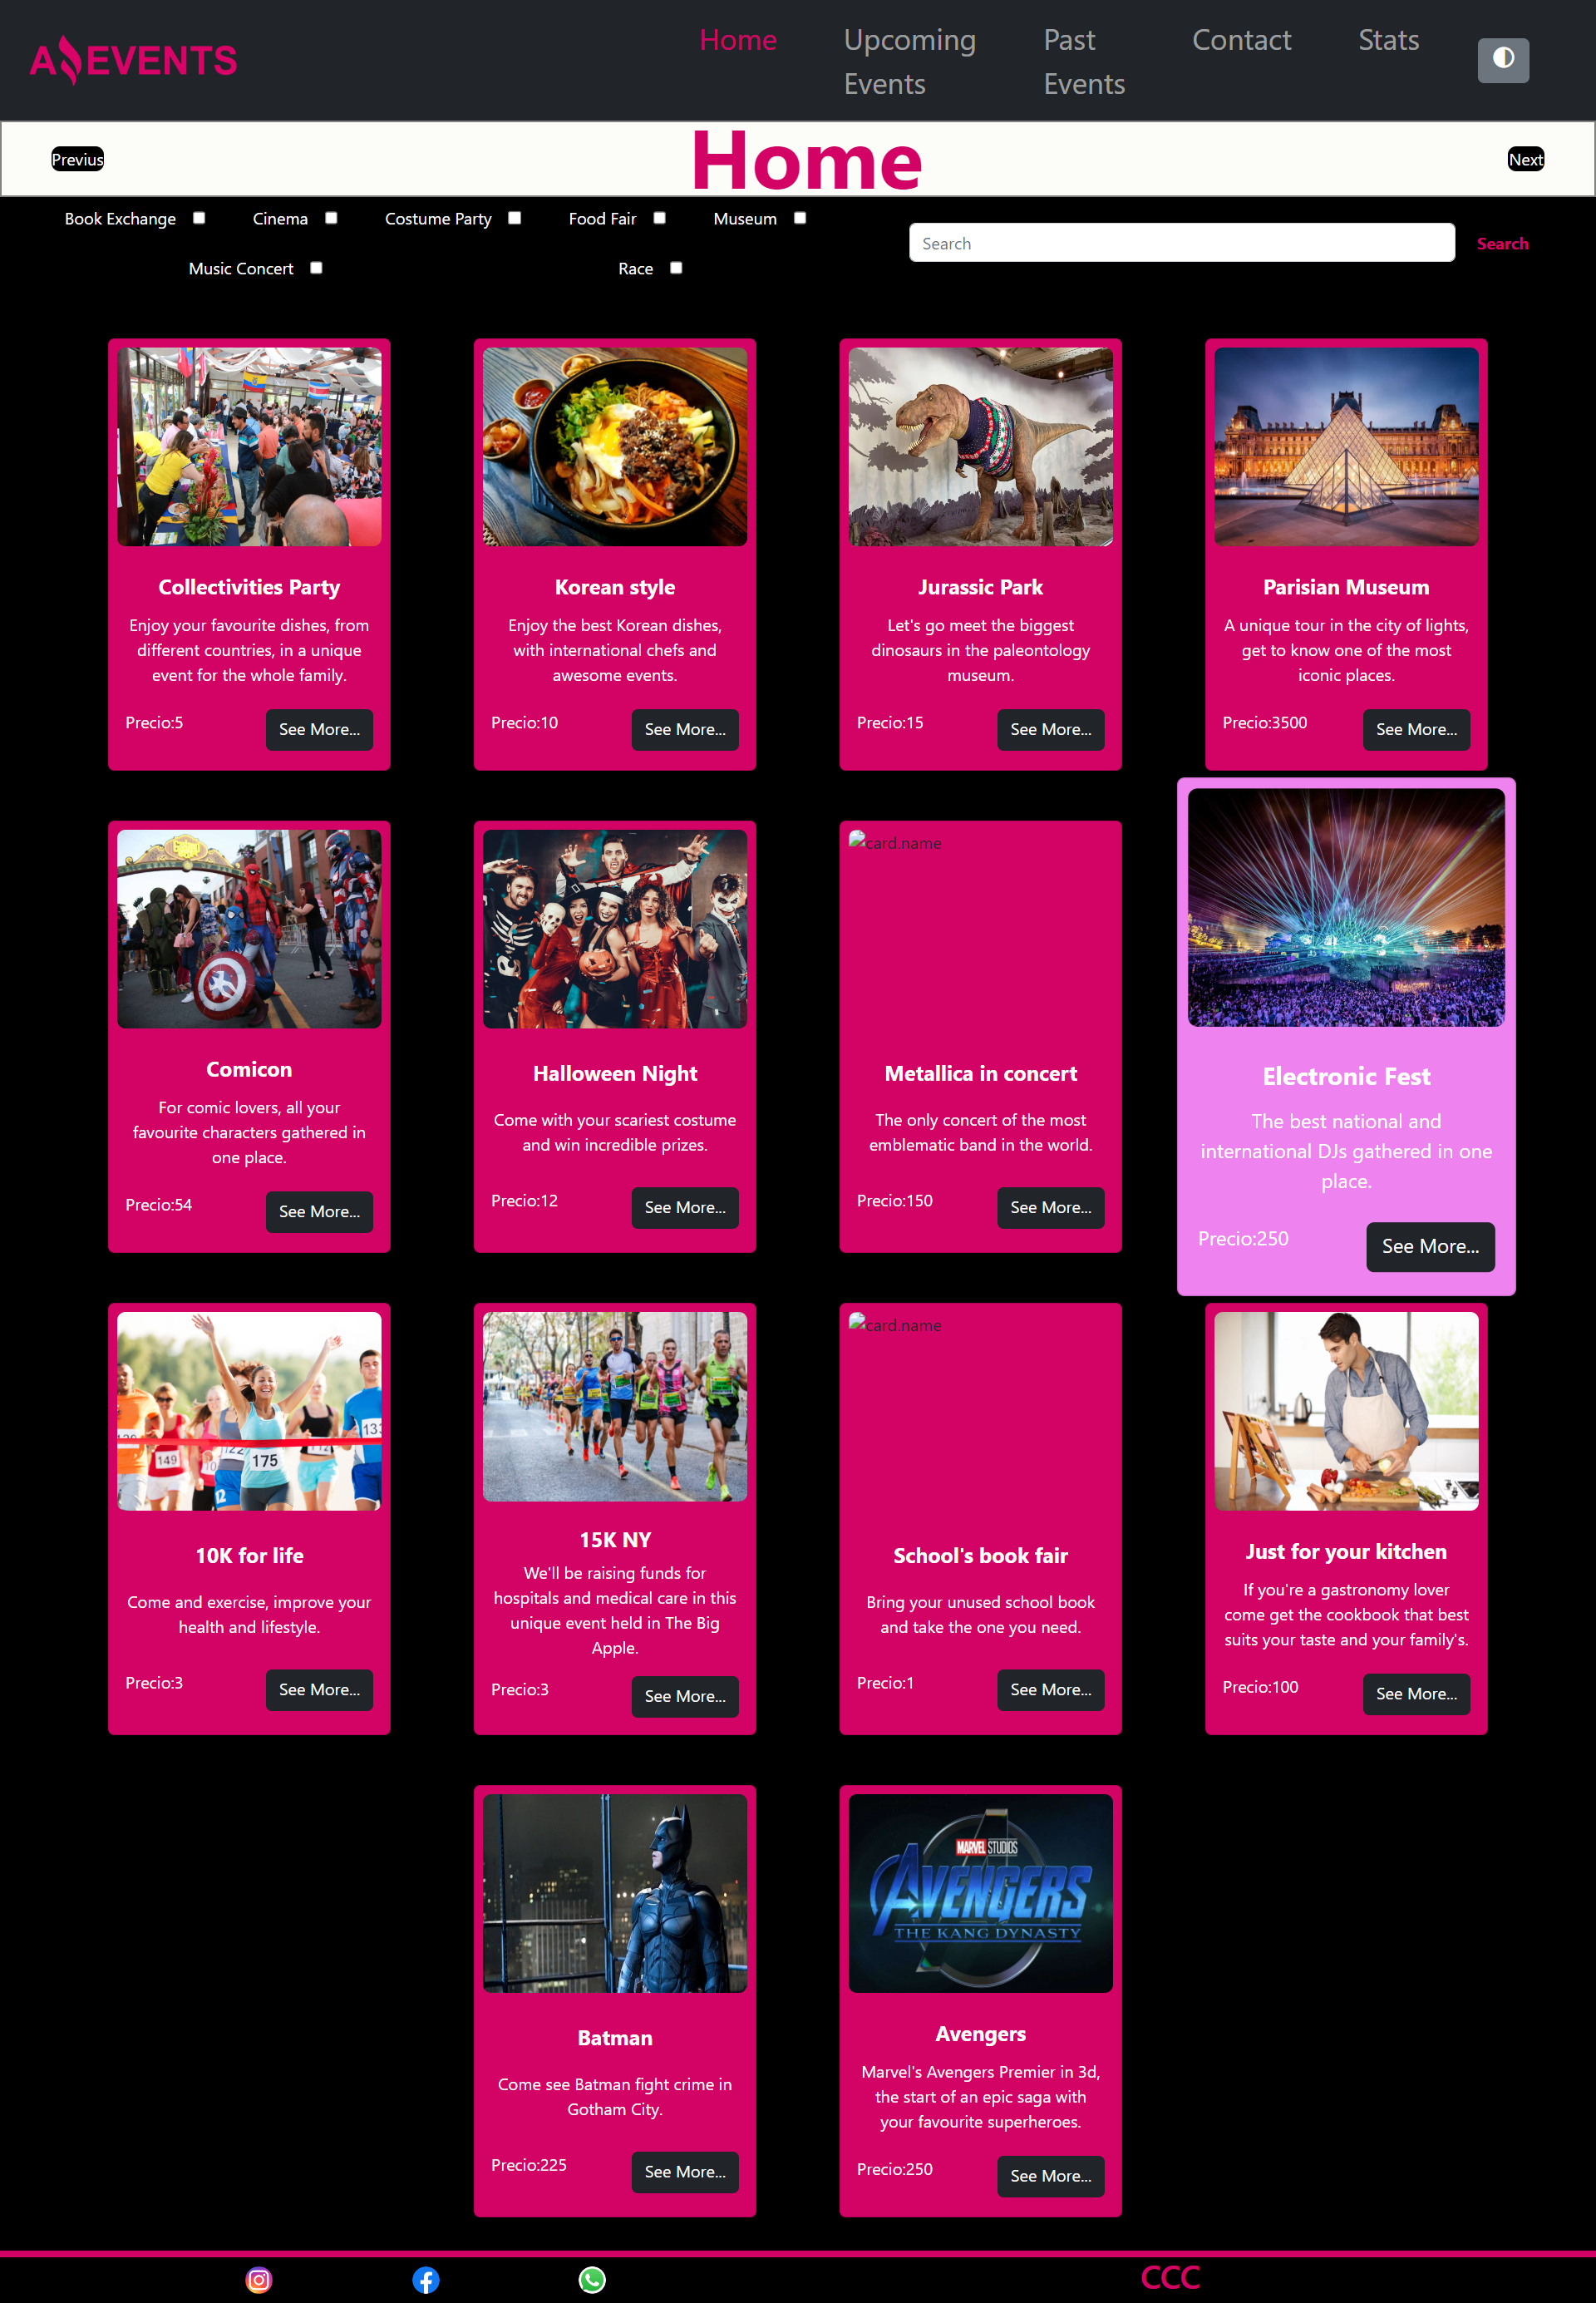 A EVENTS
Home
Upcoming
Events
Past
Events
Contact
Stats
Previus
Home
Next
Book Exchange
Cinema
Costume Party
Food Fair
Museum
Music Concert
Race
Search
Search
Collectivities Party
Enjoy your favourite dishes, from
different countries, in a unique
event for the whole family.
Precio:5
See More...
Korean style
Enjoy the best Korean dishes,
with international chefs and
awesome events.
Precio:10
See More...
Jurassic Park
Let's go meet the biggest
dinosaurs in the paleontology
museum.
Precio:15
See More...
Parisian Museum
A unique tour in the city of lights,
get to know one of the most
iconic places.
Precio:3500
See More...
Comicon
For comic lovers, all your
favourite characters gathered in
one place.
Precio:54
See More...
Halloween Night
Come with your scariest costume
and win incredible prizes.
Precio:12
See More...
card.name
Metallica in concert
The only concert of the most
emblematic band in the world.
Precio:150
See More...
Electronic Fest
The best national and
international DJs gathered in one
place.
Precio:250
See More...
149
122
175
10K for life
Come and exercise, improve your
health and lifestyle.
Precio:3
See More...
15K NY
We'll be raising funds for
hospitals and medical care in this
unique event held in The Big
Apple.
Precio:3
See More...
card.name
School's book fair
Bring your unused school book
and take the one you need.
Precio:1
See More...
Just for your kitchen
If you're a gastronomy lover
come get the cookbook that best
suits your taste and your family's.
Precio:100
See More...
Batman
Come see Batman fight crime in
Gotham City.
Precio:225
See More...
MARVEL STUDIOS
AVENGERS
THE KANG DYNASTY
Avengers
Marvel's Avengers Premier in 3d,
the start of an epic saga with
your favourite superheroes.
Precio:250
See More...
CCC